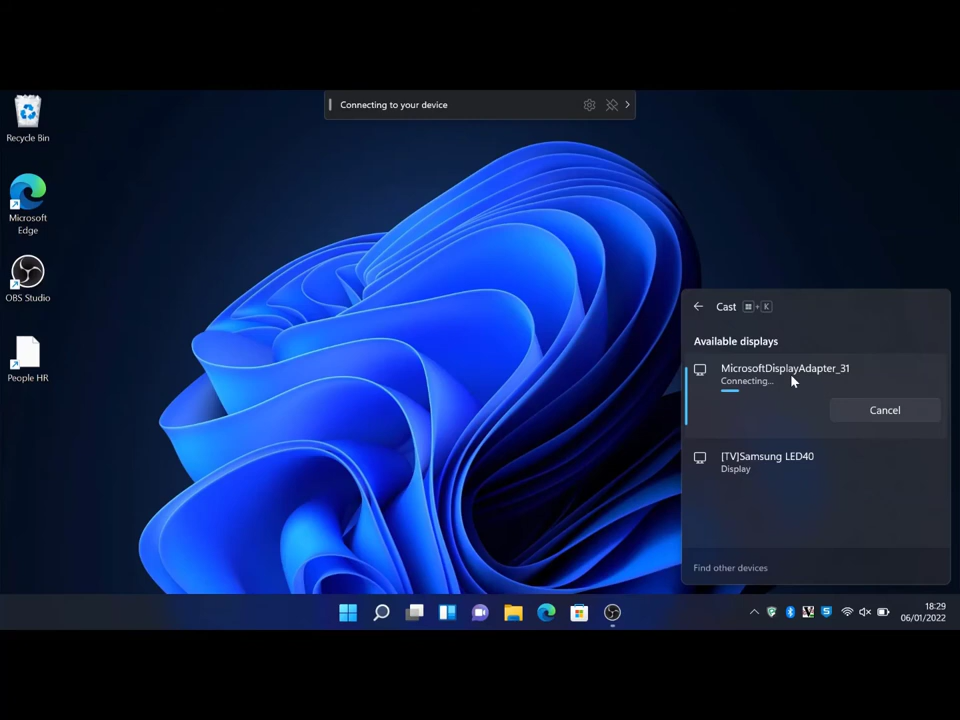 Connecting to your device
Recycle Bin
Microsoft
Edge
OBS Studio
People HR
Cast + K
Available displays
MicrosoftDisplayAdapter_31
Connecting...
Cancel
[TV]Samsung LED40
Display
Find other devices
18:29
06/01/2022